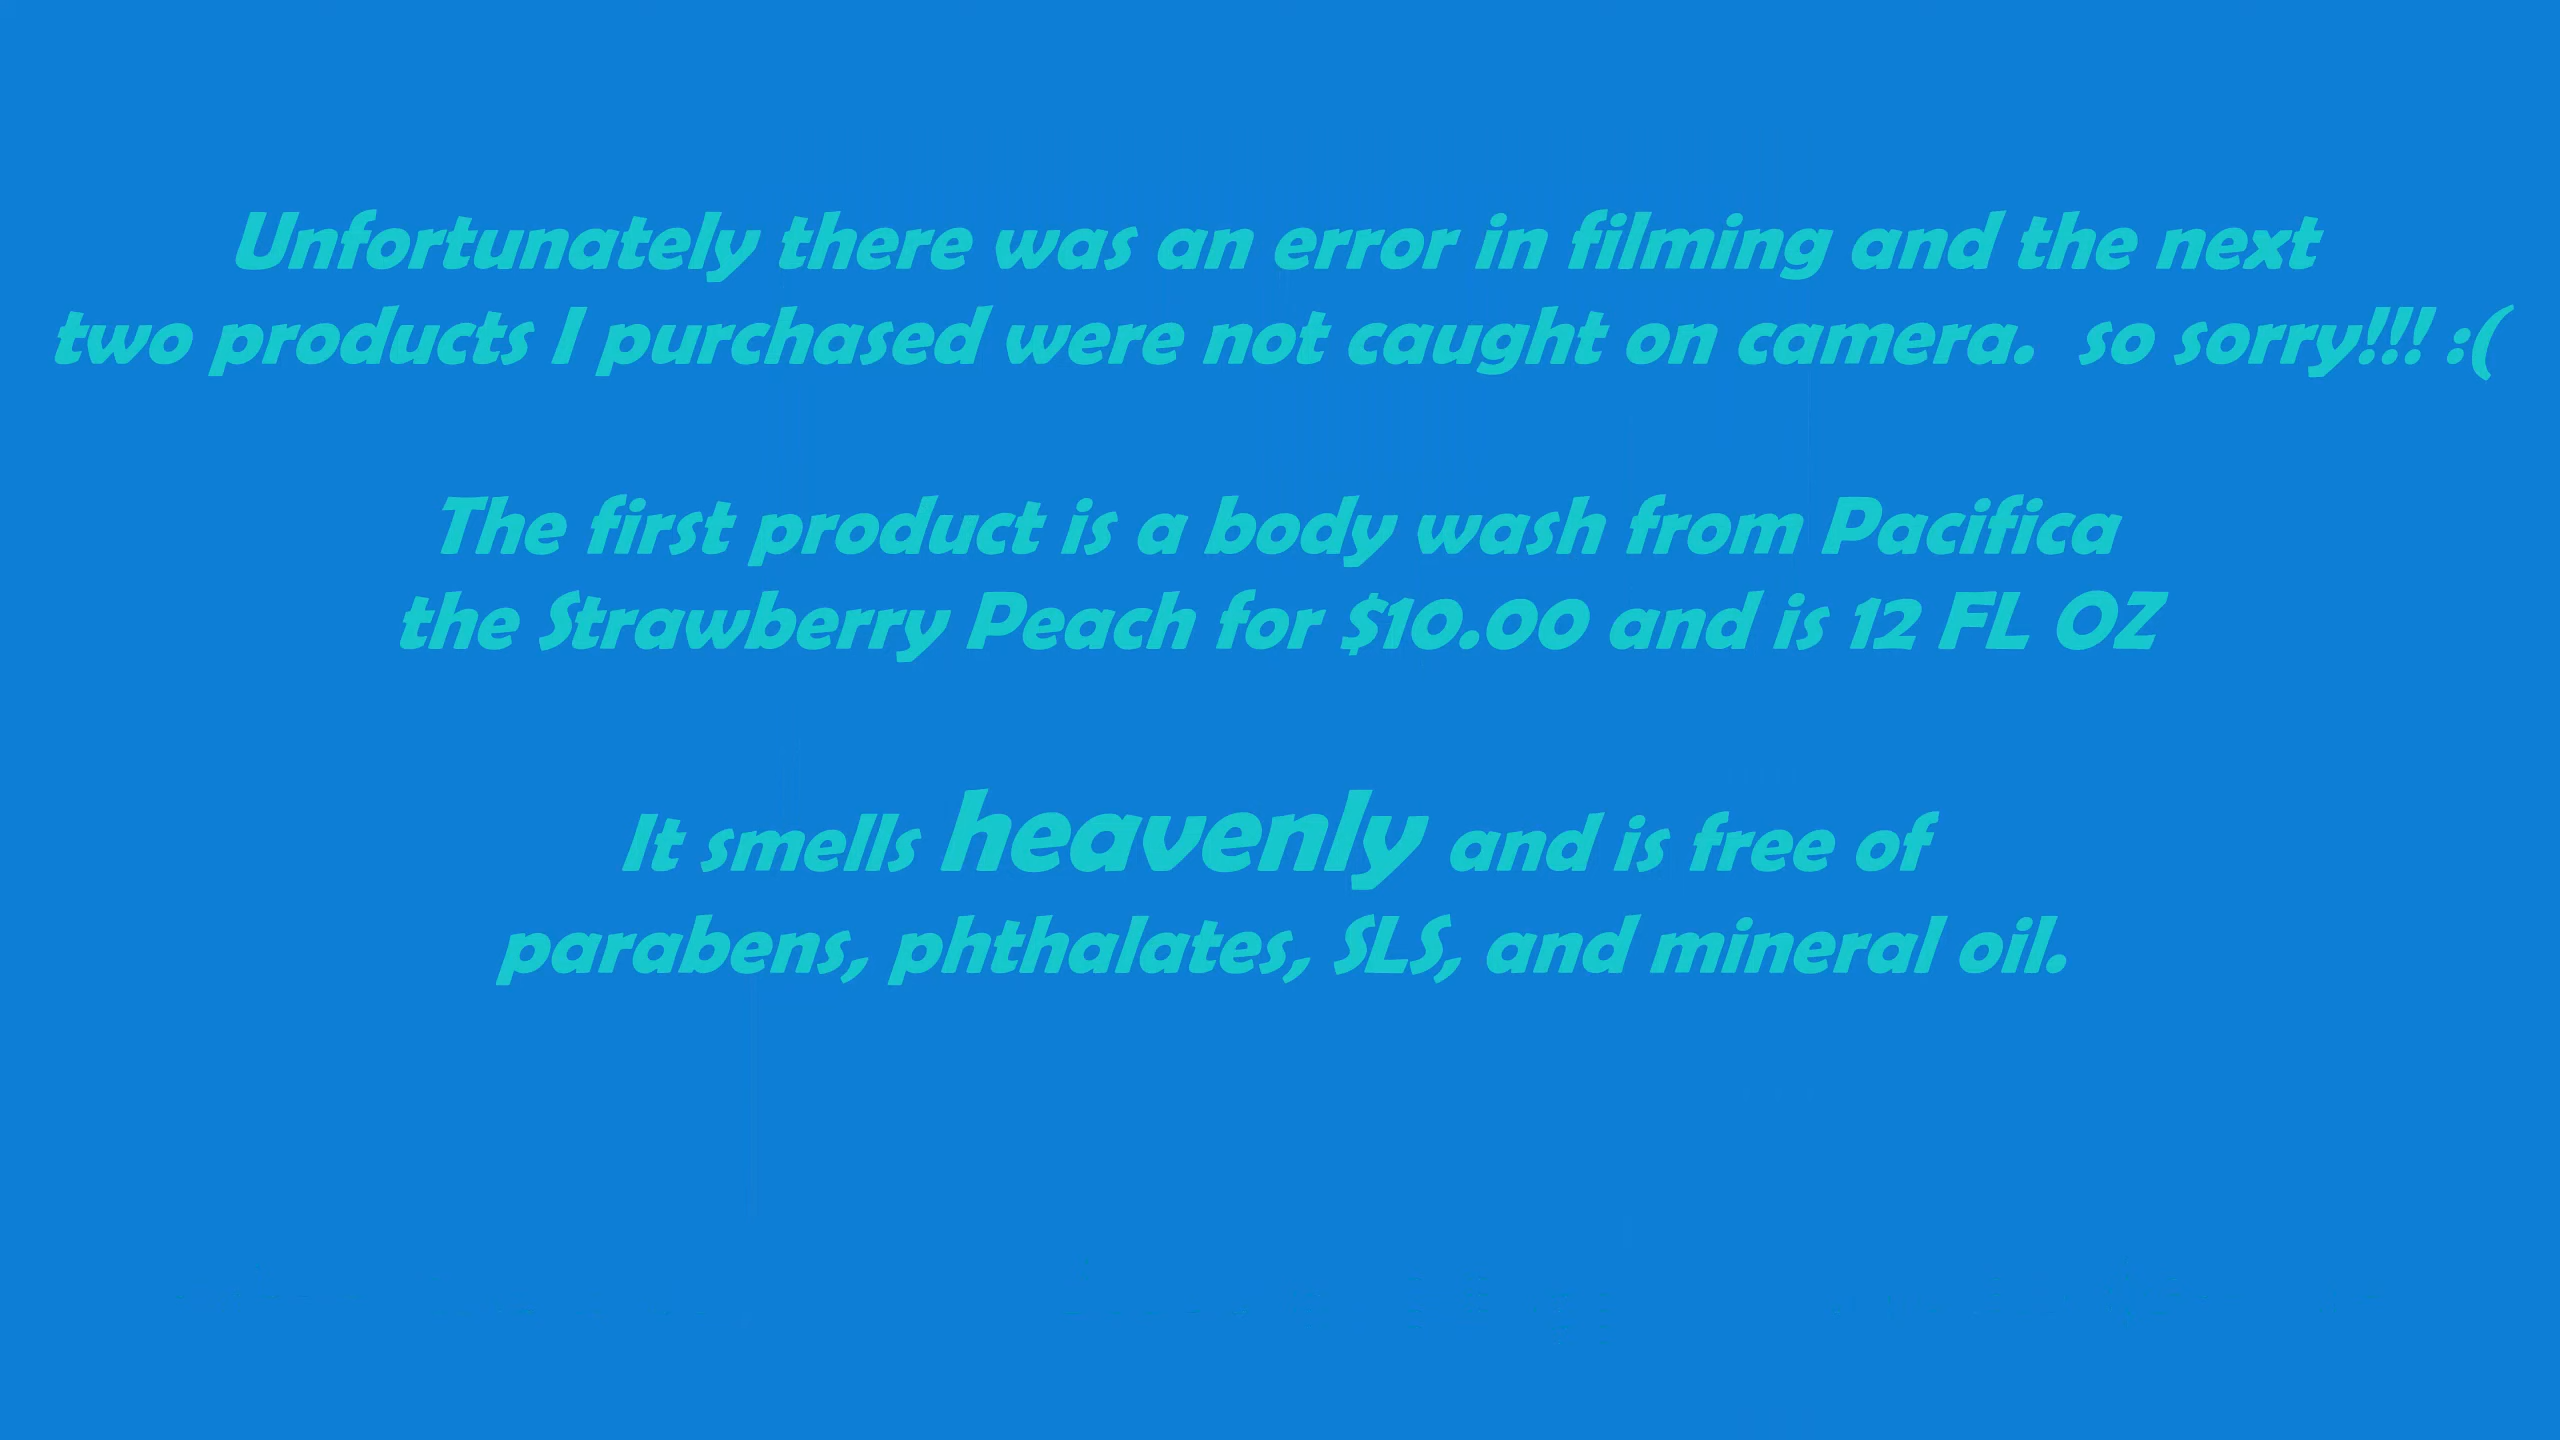 Unfortunately there was an error in filming and the next
two products I purchased were not caught on camera.  so sorry!!! :(
The first product is a body wash from Pacifica
the Strawberry Peach for $10.00 and is 12 FL OZ
It smells heavenly and is free of
parabens, phthalates, SLS, and mineral oil.